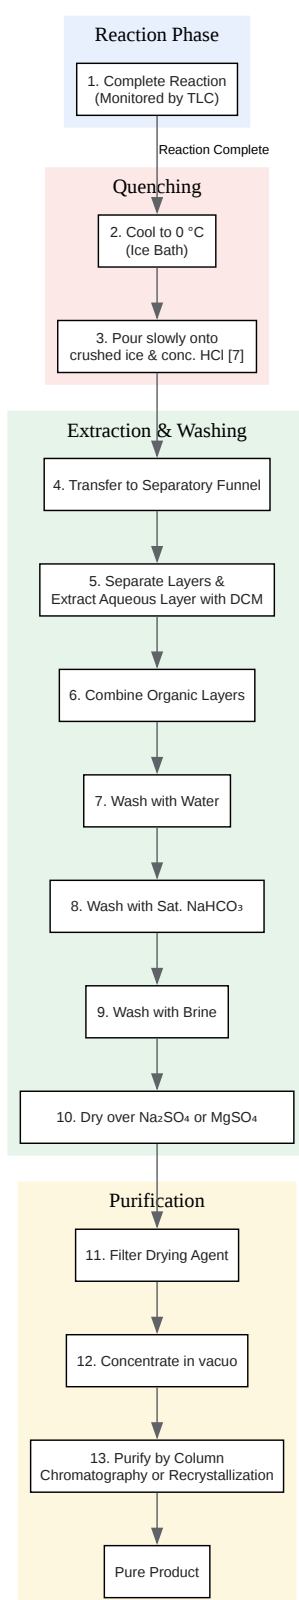 Reaction Phase
1. Complete Reaction
(Monitored by TLC)
Reaction Complete
Quenching
2. Cool to 0 °C
(Ice Bath)
3. Pour slowly onto
crushed ice & conc. HCl [7]
Extraction & Washing
4. Transfer to Separatory Funnel
5. Separate Layers &
Extract Aqueous Layer with DCM
6. Combine Organic Layers
7. Wash with Water
8. Wash with Sat. NaHCO₃
9. Wash with Brine
10. Dry over Na₂SO₄ or MgSO₄
Purification
11. Filter Drying Agent
12. Concentrate in vacuo
13. Purify by Column
Chromatography or Recrystallization
Pure Product